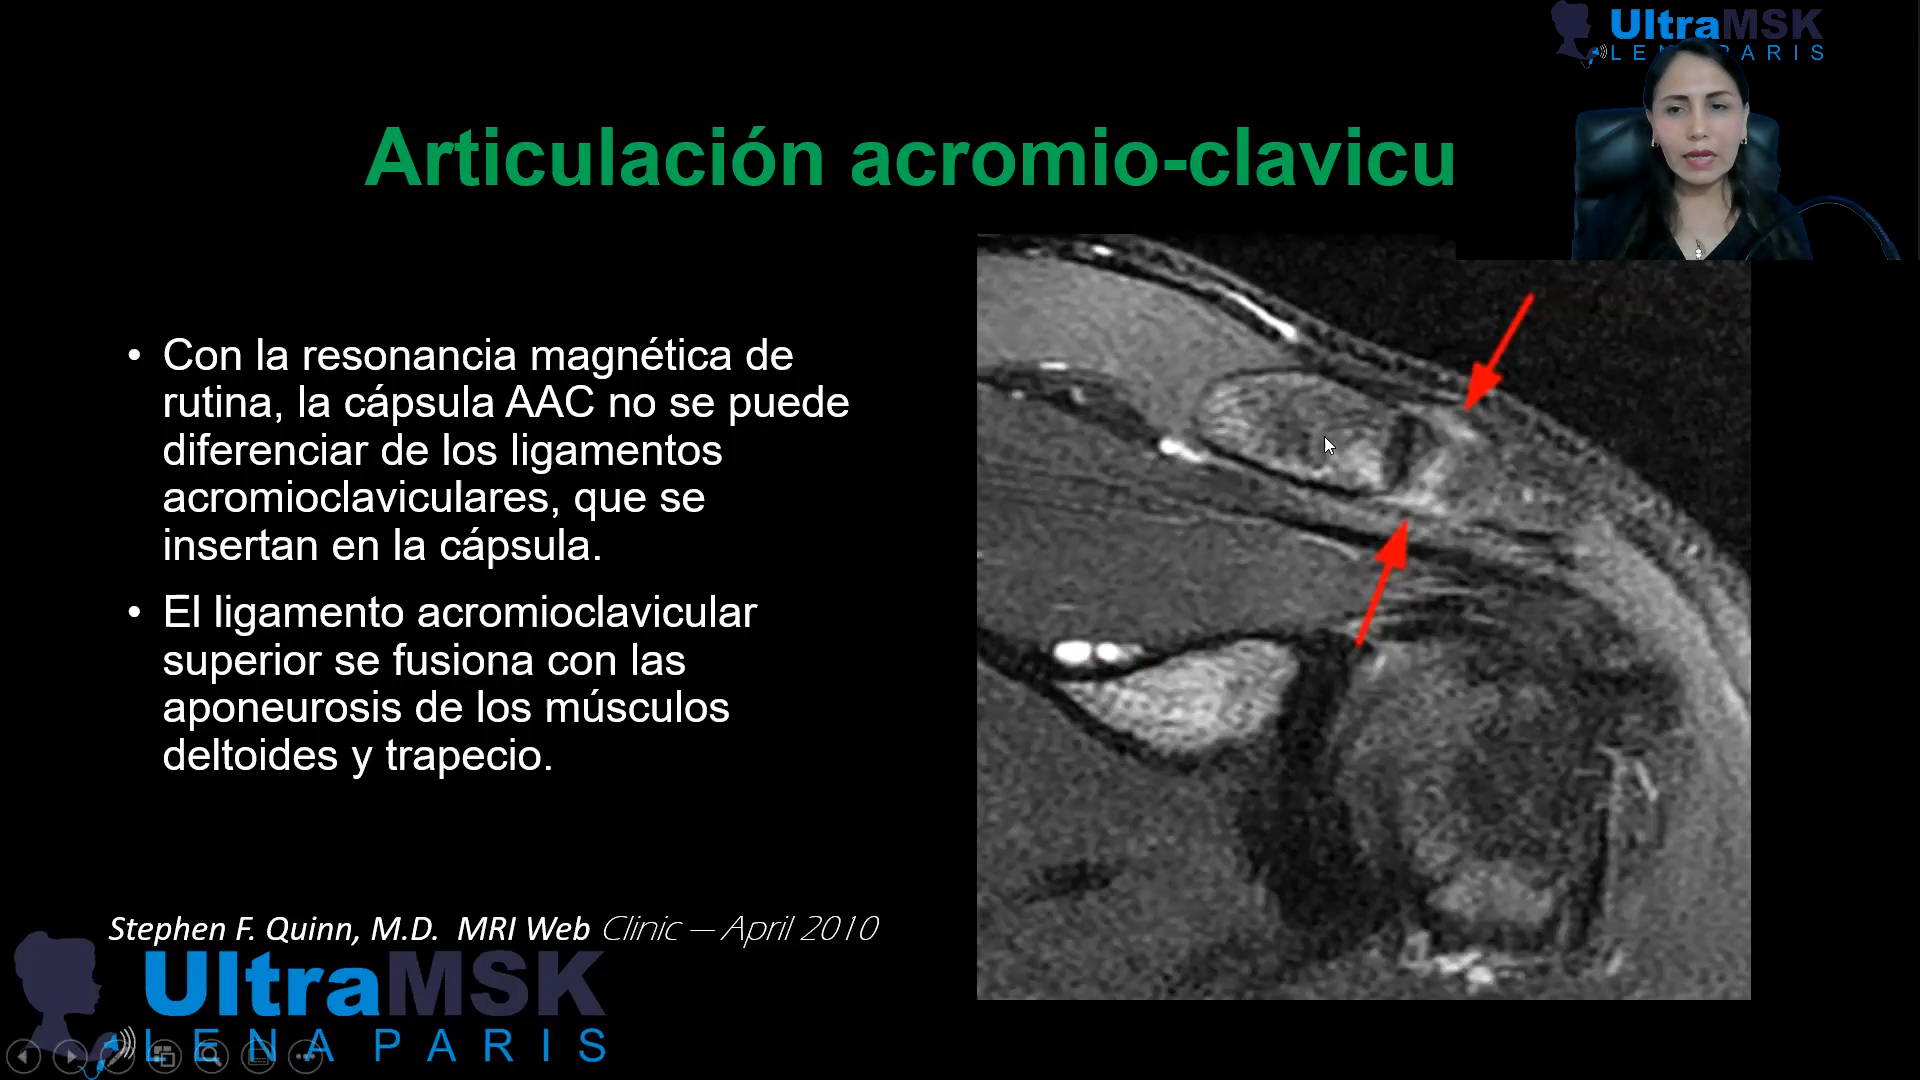 UltraMSK
LENA PARIS
Articulación acromio-clavicu
• Con la resonancia magnética de
rutina, la cápsula AAC no se puede
diferenciar de los ligamentos
acromioclaviculares, que se
insertan en la cápsula.
• El ligamento acromioclavicular
superior se fusiona con las
aponeurosis de los músculos
deltoides y trapecio.
Stephen F. Quinn, M.D. MRI Web Clinic — April 2010
UltraMSK
LENA PARIS